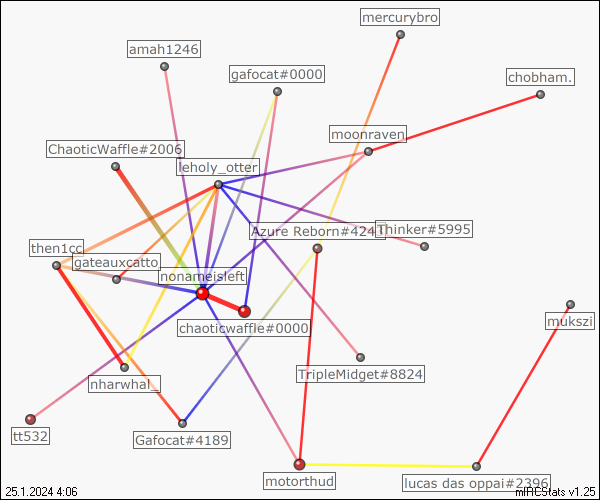 mercurybro
amah1246
gafocat#0000
chobham.
moonraven
ChaoticWaffle#2006
leholy_otter
Azure Reborn#424
Thinker#5995
then1cc
gateauxcatto
nonameisleft
chaoticwaffle#0000
mukszi
TripleMidget#8824
nharwhal_
tt532
Gafocat#4189
motorthud
lucas das oppai#2396
25.1.2024 4:06
mIRCStats v1.25